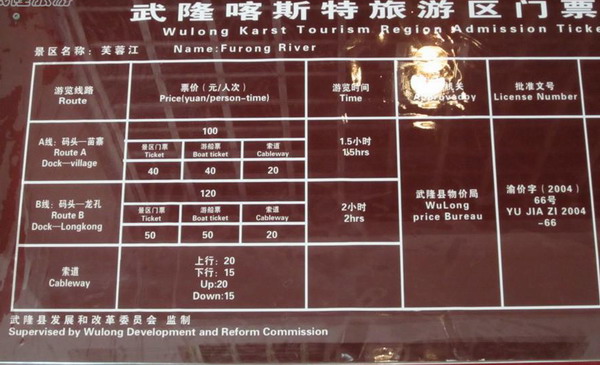 武隆喀斯特旅游区门票
Wulong Karst Tourism Region Admission Ticke
景区名称：芙蓉江 Name:Furong River
游览线路
Route
票价（元/人次）
Price(yuan/person-time)
游览时间
Time
机关
批准文号
License Number
A线：码头—苗寨
Route A
Dock—village
100
景区门票
Ticket
游船票
Boat ticket
索道
Cableway
40
40
20
1.5小时
1.5hrs
B线：码头—龙孔
Route B
Dock—Longkong
120
景区门票
Ticket
游船票
Boat ticket
索道
Cableway
50
50
20
2小时
2hrs
武隆县物价局
WuLong
price Bureau
渝价字（2004）
66号
YU JIA ZI 2004
-66
索道
Cableway
上行：20
下行：15
Up:20
Down:15
武隆县发展和改革委员会 监制
Supervised by Wulong Development and Reform Commission